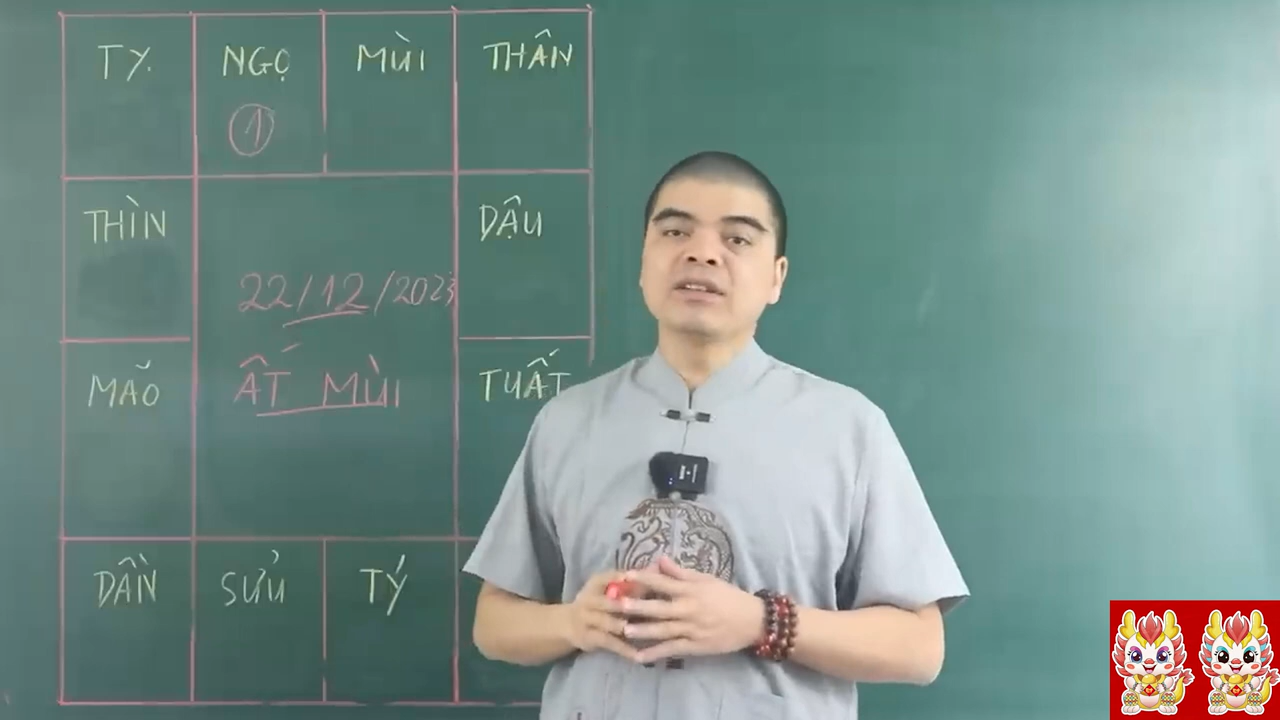 TỴ NGỌ MÙI THÂN
①
THÌN DẬU
22/12/2023
MÃO ẤT MÙI TUẤT
DẦN SỬU TÝ